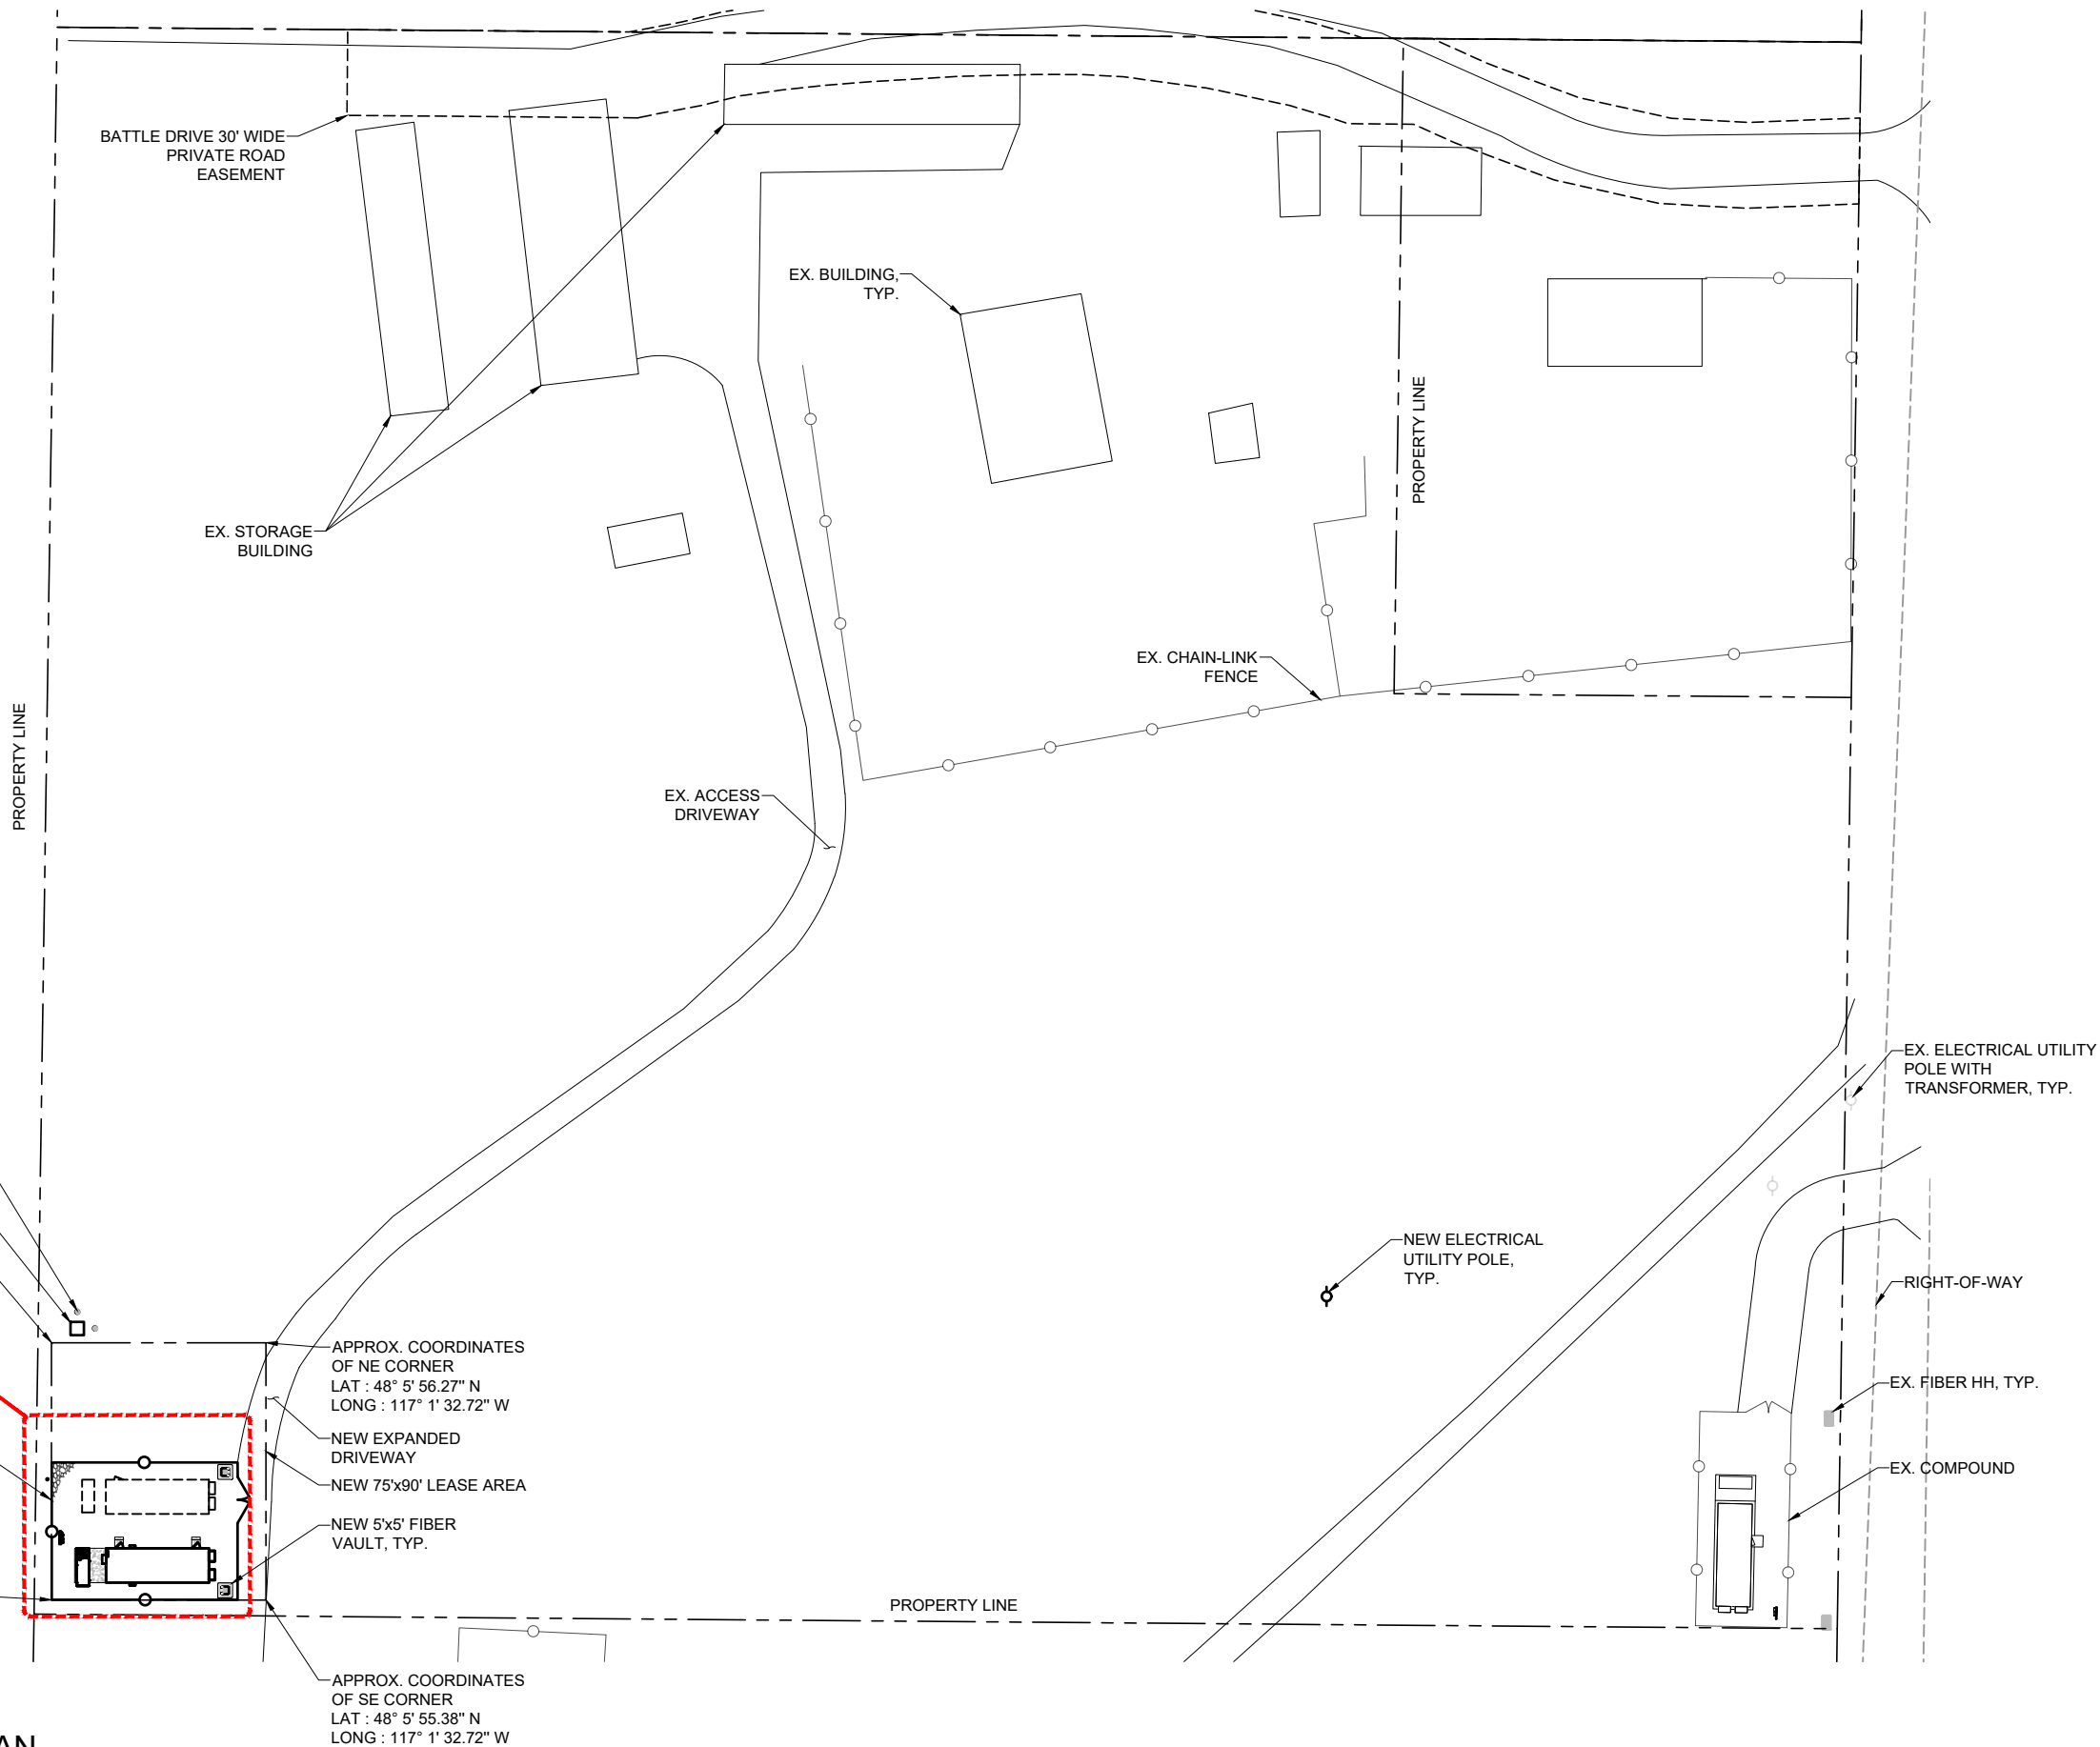 BATTLE DRIVE 30' WIDE
PRIVATE ROAD
EASEMENT
EX. BUILDING,
TYP.
PROPERTY LINE
EX. STORAGE
BUILDING
EX. CHAIN-LINK
FENCE
PROPERTY LINE
EX. ACCESS
DRIVEWAY
EX. ELECTRICAL UTILITY
POLE WITH
TRANSFORMER, TYP.
NEW ELECTRICAL
UTILITY POLE,
TYP.
RIGHT-OF-WAY
APPROX. COORDINATES
OF NE CORNER
LAT : 48° 5' 56.27" N
LONG : 117° 1' 32.72" W
EX. FIBER HH, TYP.
NEW EXPANDED
DRIVEWAY
NEW 75'x90' LEASE AREA
EX. COMPOUND
NEW 5'x5' FIBER
VAULT, TYP.
PROPERTY LINE
APPROX. COORDINATES
OF SE CORNER
LAT : 48° 5' 55.38" N
LONG : 117° 1' 32.72" W